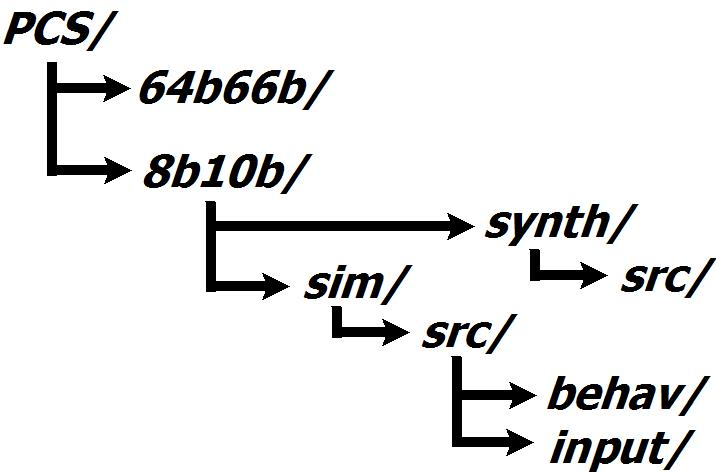 PCS/
64b66b/
8b10b/
synth/
src/
sim/
src/
behav/
input/